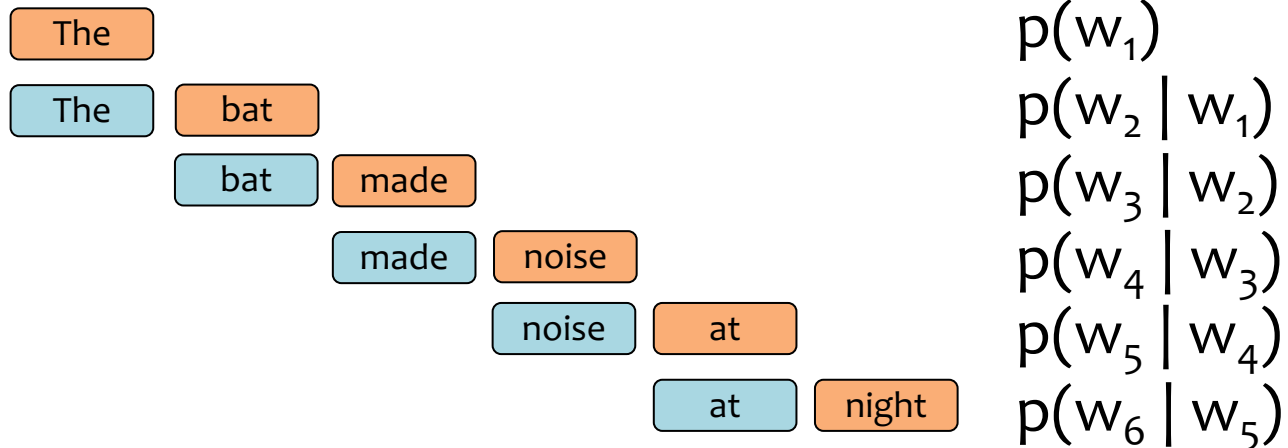 The p(w₁)
The bat p(w₂ | w₁)
bat made p(w₃ | w₂)
made noise p(w₄ | w₃)
noise at p(w₅ | w₄)
at night p(w₆ | w₅)